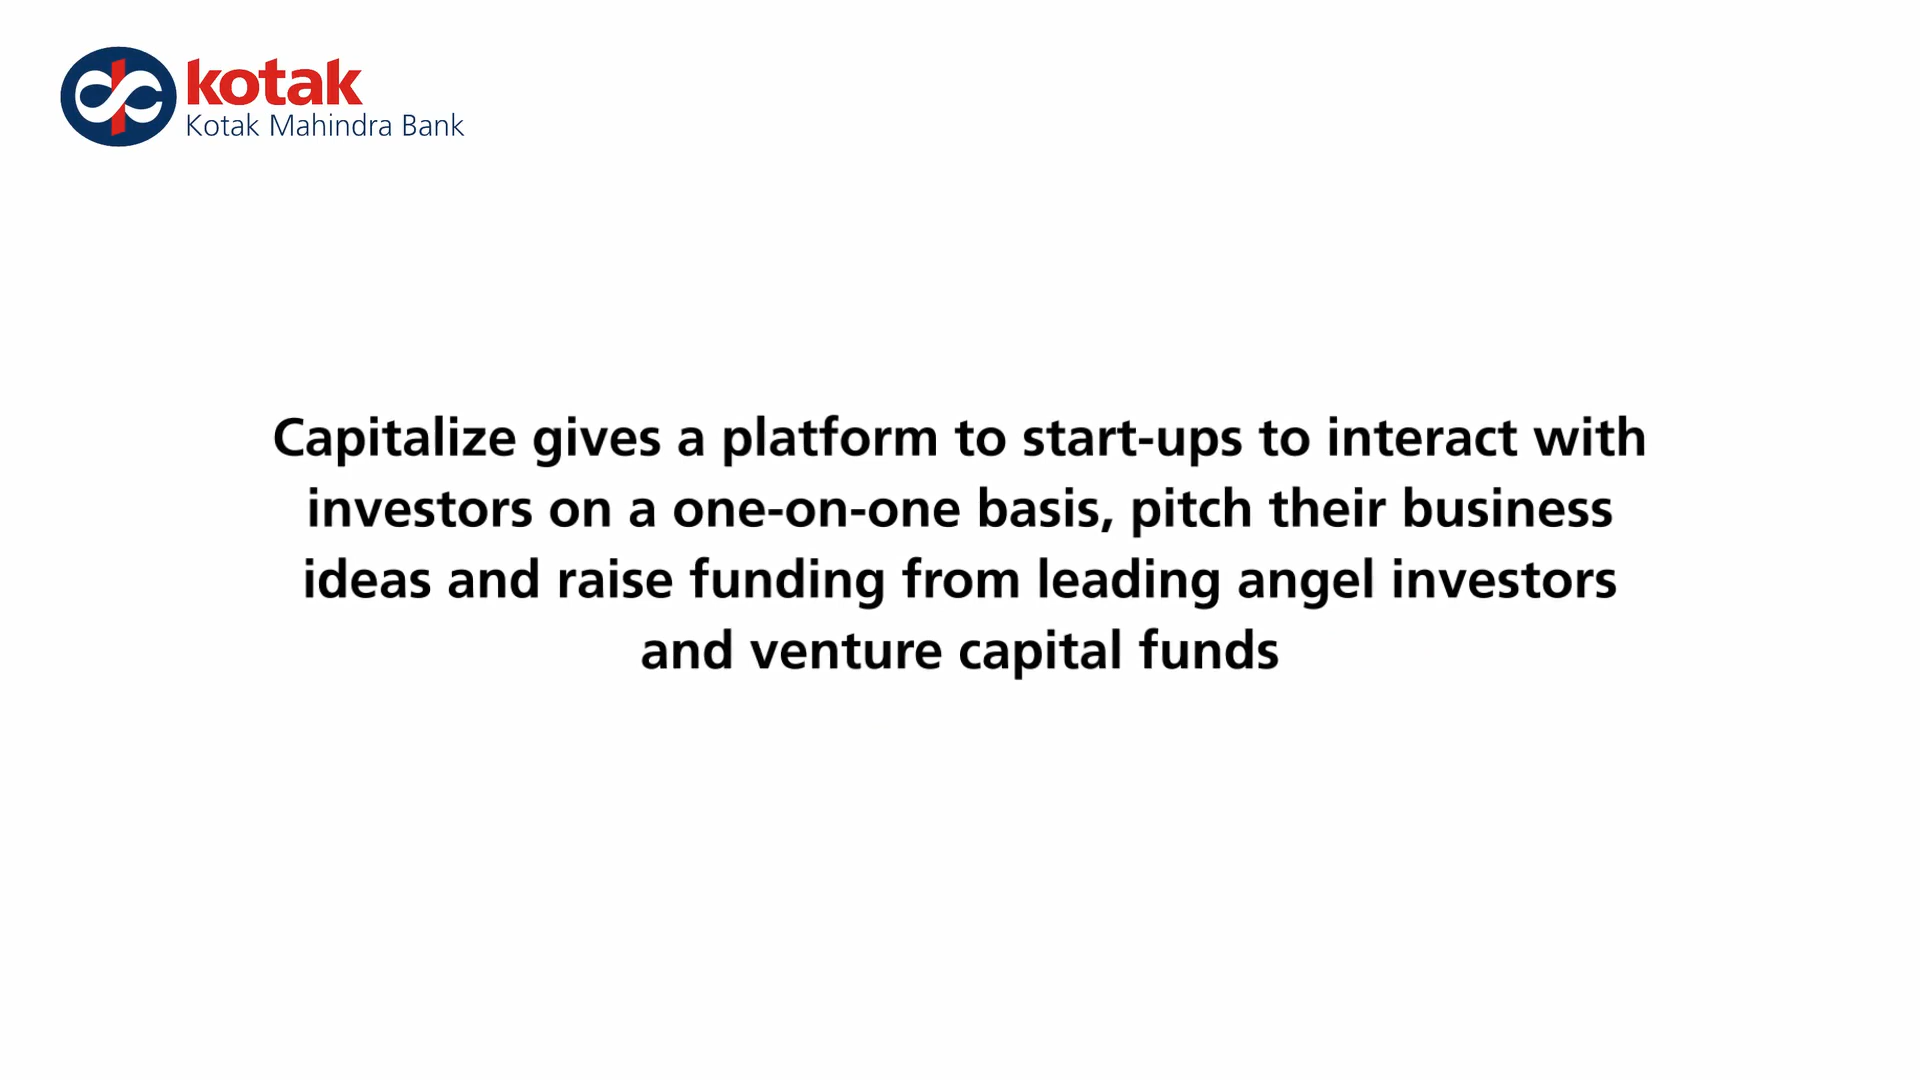 kotak
Kotak Mahindra Bank
Capitalize gives a platform to start-ups to interact with
investors on a one-on-one basis, pitch their business
ideas and raise funding from leading angel investors
and venture capital funds